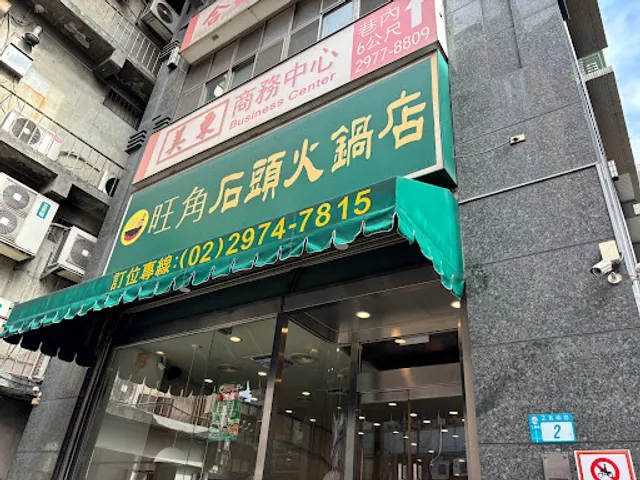 巷內
6公尺
2977-8809
美東
商務中心
Business Center
旺角石頭火鍋店
訂位專線:(02)2974-7815
2